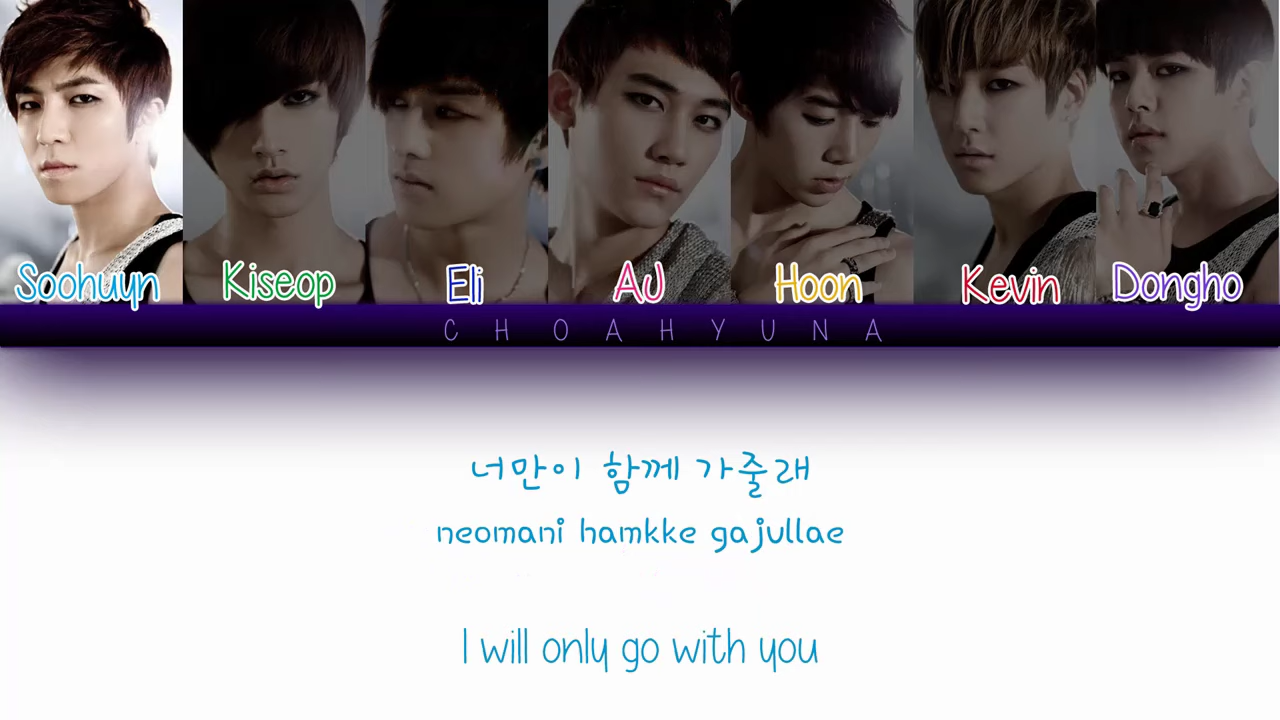 Soohuyn Kiseop Eli AJ Hoon Kevin Dongho
CHOAHYUNA
너만이 함께 가줄래
neomani hamkke gajullae
I will only go with you